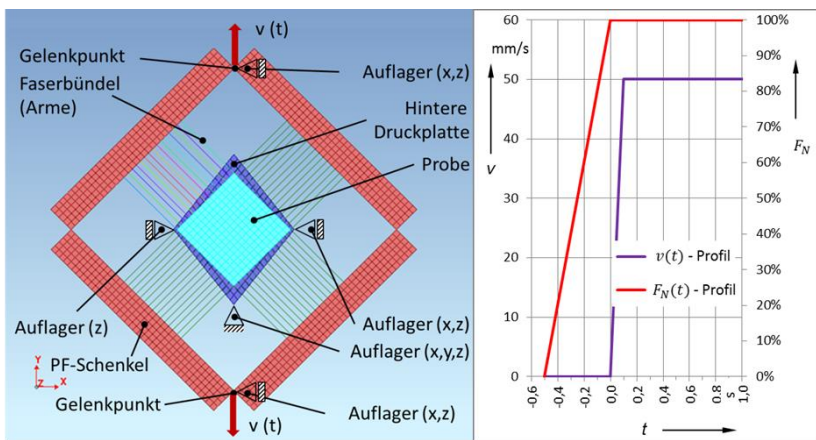 v (t)
Gelenkpunkt
Faserbündel
(Arme)
Auflager (x,z)
Hintere
Druckplatte
Probe
Auflager (z)
PF-Schenkel
Auflager (x,z)
Auflager (x,y,z)
Gelenkpunkt
Auflager (x,z)
v (t)
Y
Z
X
60
mm/s
50
40
30
20
10
0
v
100%
90%
80%
70%
60%
50%
40%
30%
20%
10%
0%
F_N
v(t) - Profil
F_N(t) - Profil
-0,6
-0,4
-0,2
0,0
0,2
0,4
0,6
s
1,0
t